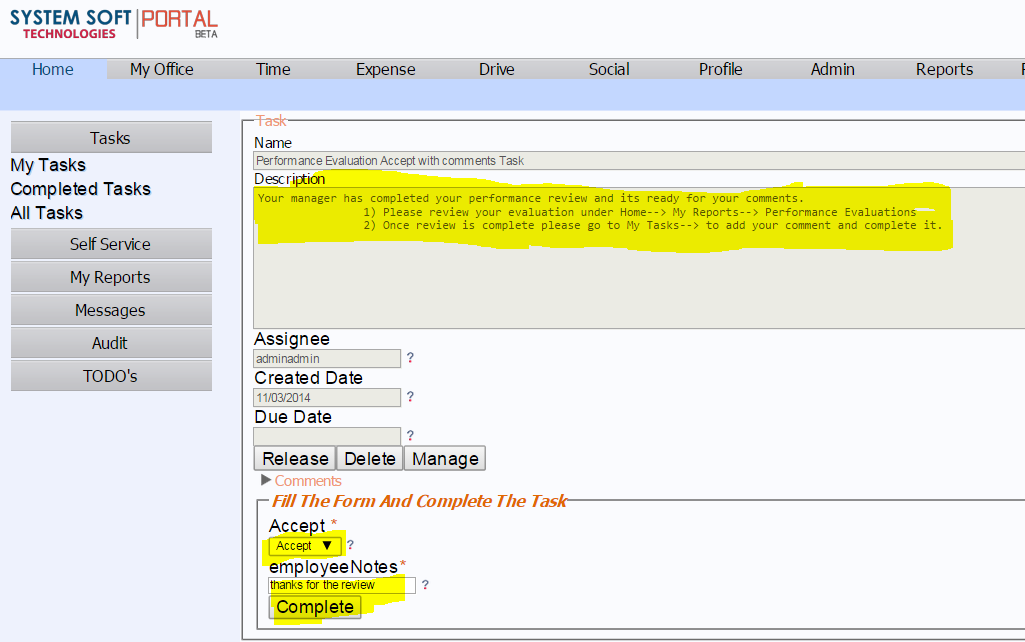 SYSTEM SOFT PORTAL
TECHNOLOGIES BETA
Home My Office Time Expense Drive Social Profile Admin Reports
Tasks
My Tasks
Completed Tasks
All Tasks
Self Service
My Reports
Messages
Audit
TODO's
Task
Name
Performance Evaluation Accept with comments Task
Description
Your manager has completed your performance review and its ready for your comments.
1) Please review your evaluation under Home--> My Reports--> Performance Evaluations
2) Once review is complete please go to My Tasks--> to add your comment and complete it.
Assignee
adminadmin ?
Created Date
11/03/2014 ?
Due Date
?
Release Delete Manage
▶ Comments
Fill The Form And Complete The Task
Accept *
Accept ▼ ?
employeeNotes*
thanks for the review ?
Complete